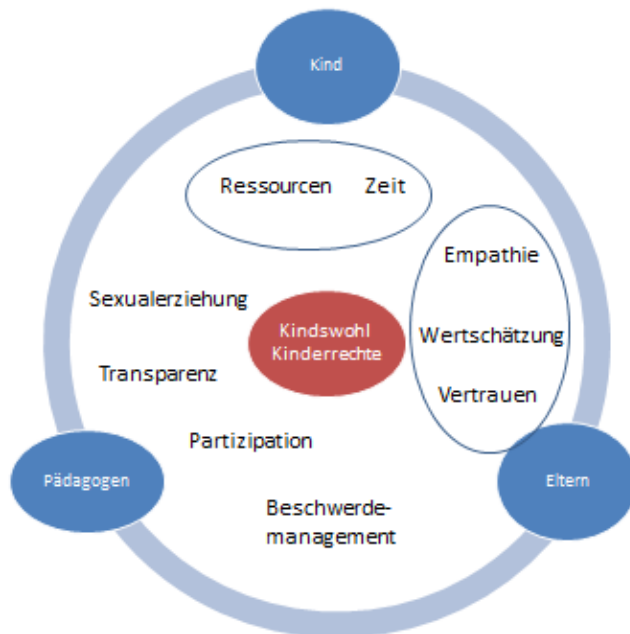 Kind
Ressourcen Zeit
Empathie
Sexualerziehung
Kindswohl
Kinderrechte
Wertschätzung
Transparenz
Vertrauen
Partizipation
Pädagogen
Eltern
Beschwerde-
management